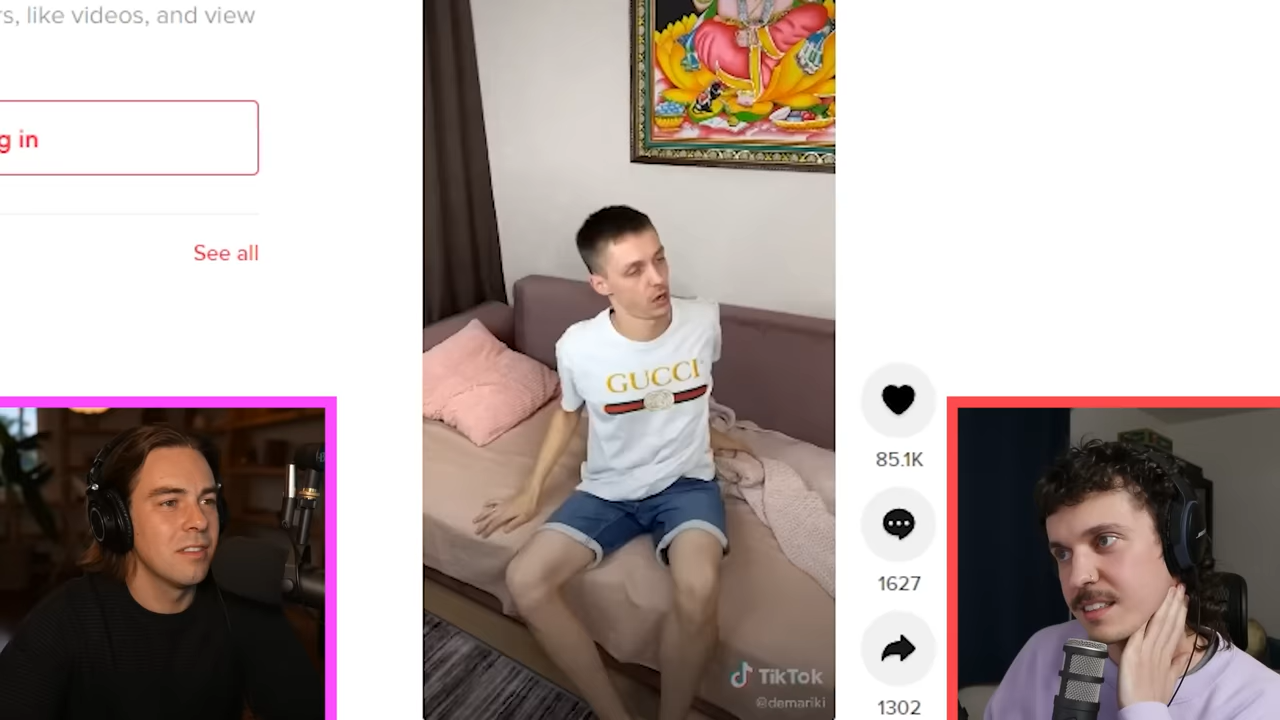 rs, like videos, and view
g in
See all
GUCCI
85.1K
1627
1302
TikTok
@demariki